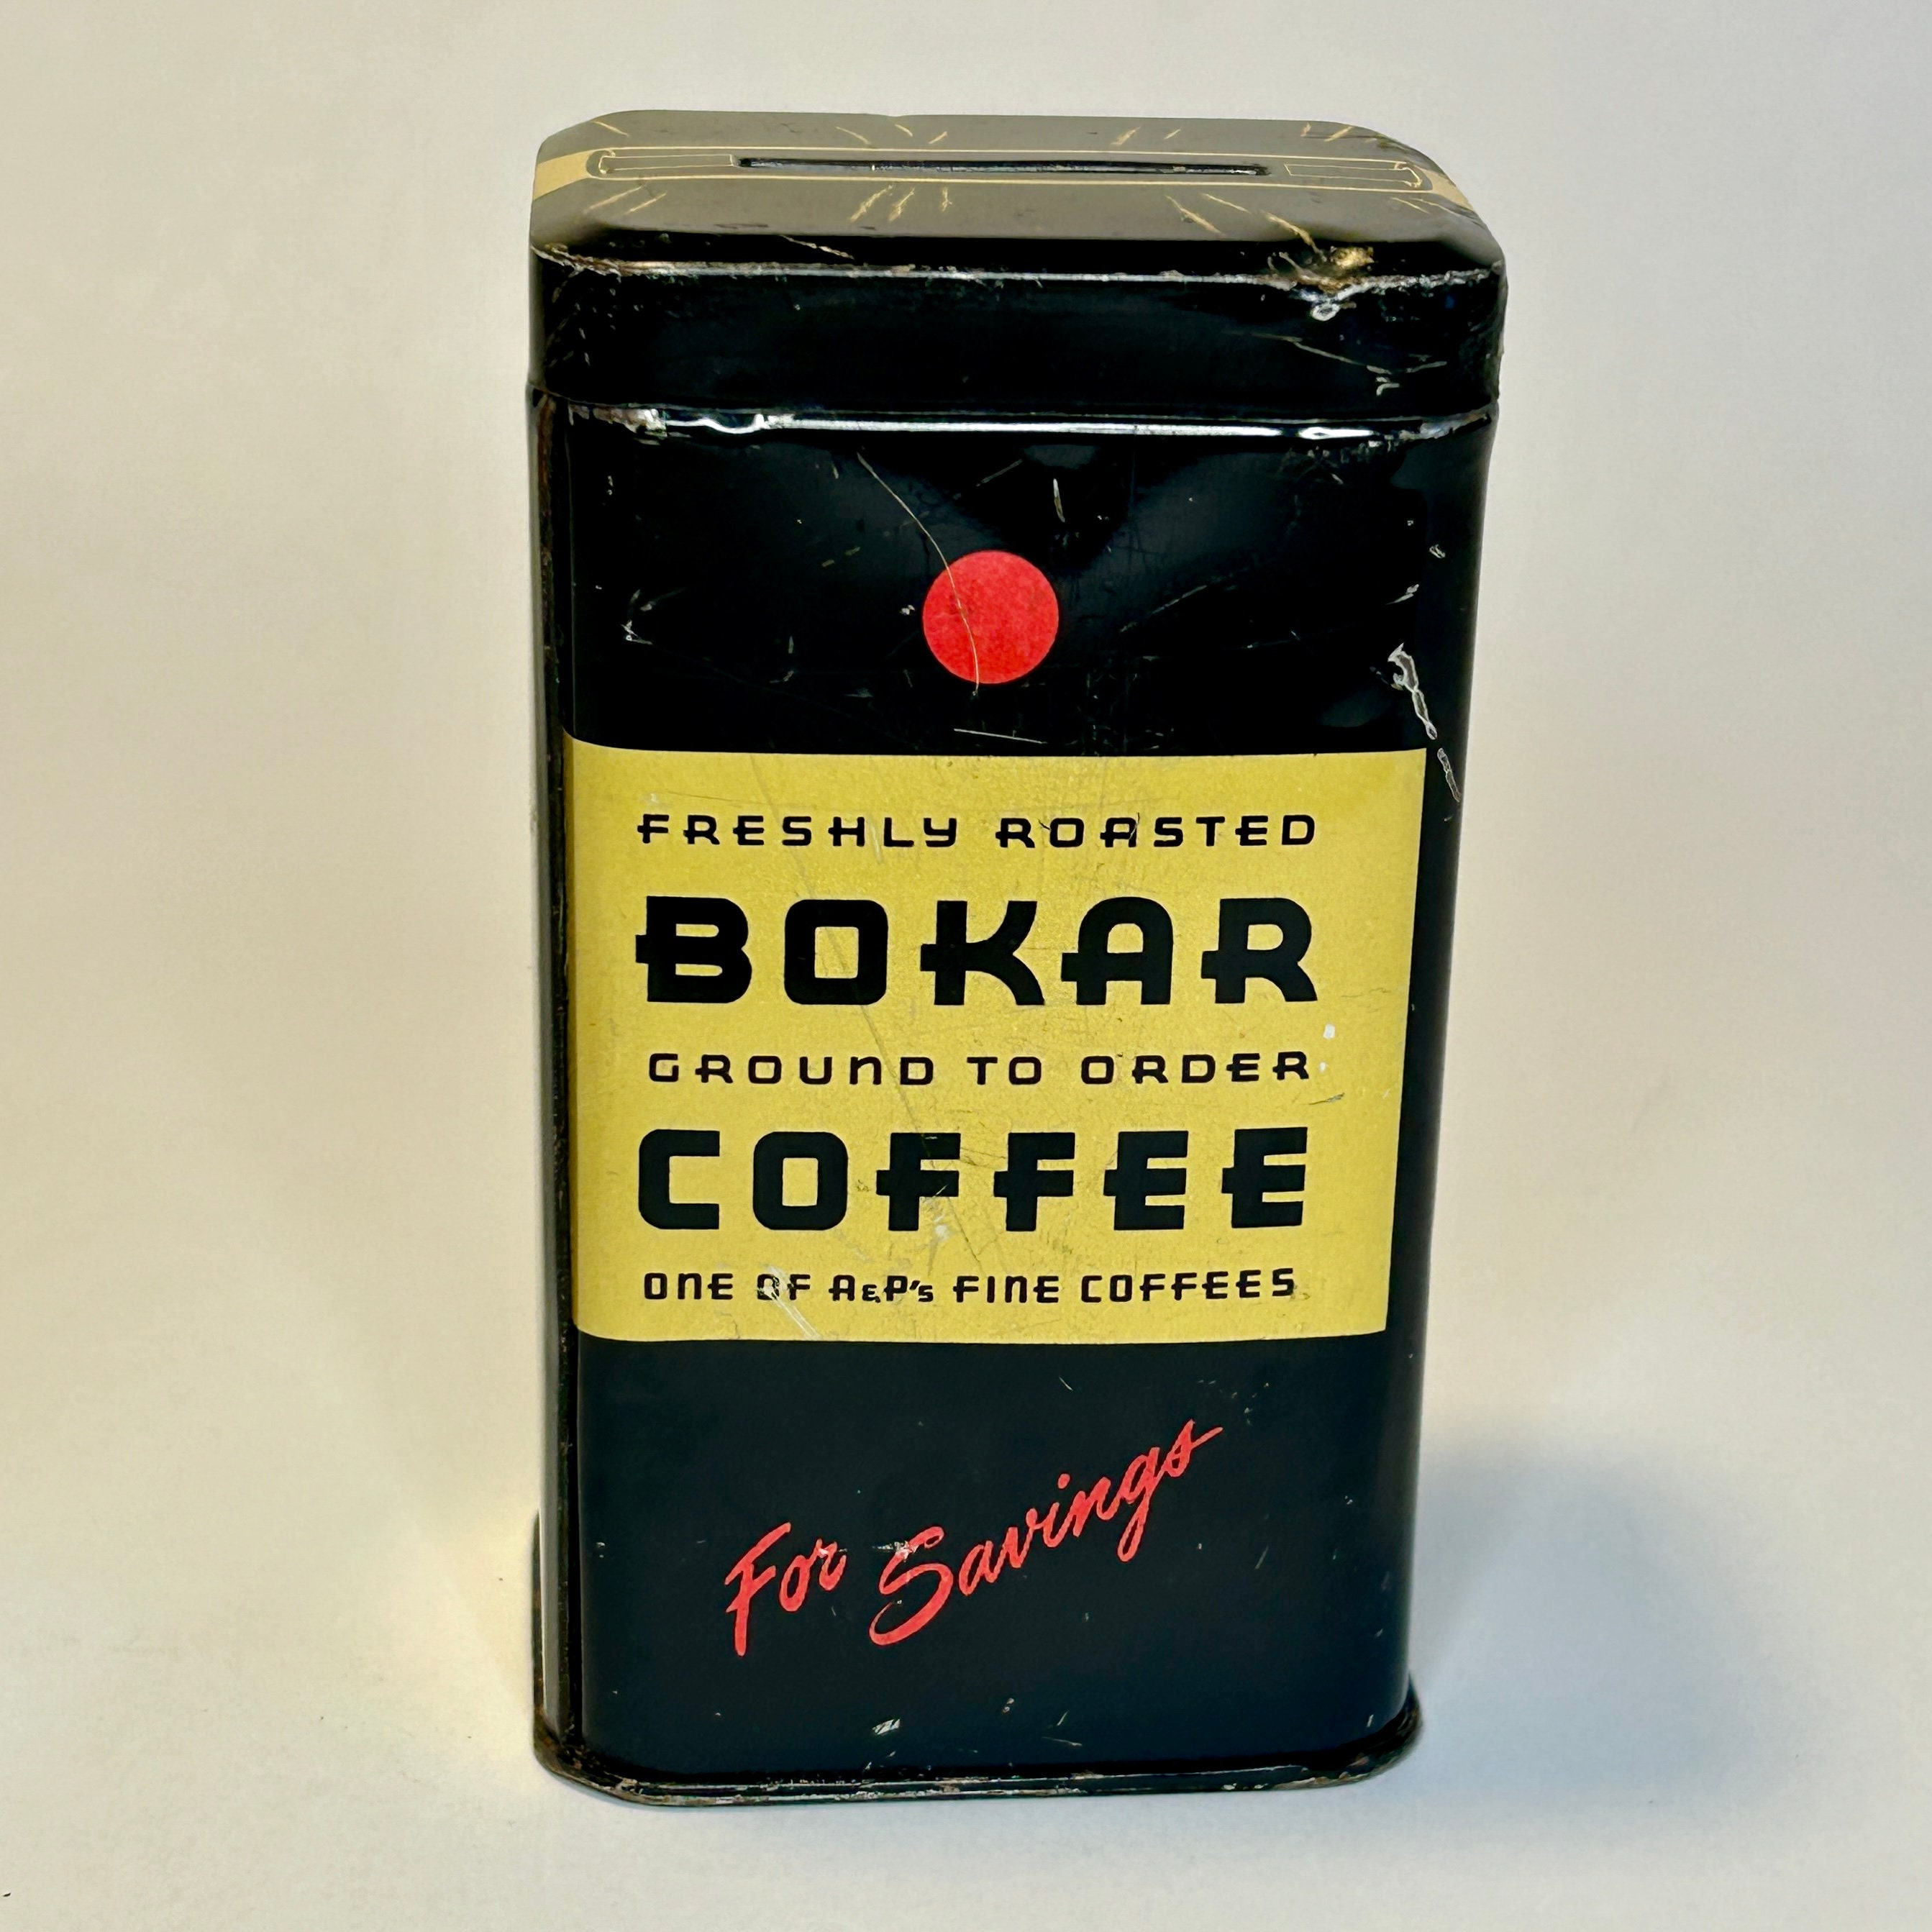 FRESHLY ROASTED
BOKAR
GROUND TO ORDER
COFFEE
ONE OF A&P's FINE COFFEES
For Savings